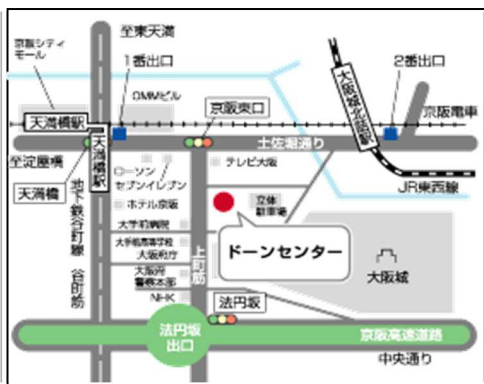 至東天満
京阪シティ
モール
1番出口
OMMビル
京阪東口
大阪城北詰駅
2番出口
京阪電車
天満橋駅
天満橋駅
土佐堀通り
至淀屋橋
テレビ大阪
ローソン
セブンイレブン
JR東西線
天満橋
ホテル京阪
立体
駐車場
地下鉄谷町線
谷町筋
大手前病院
上町筋
ドーンセンター
大手前高等学校
大阪府庁
大阪城
大阪府
警察本部
NHK
法円坂
法円坂
出口
京阪高速道路
中央通り